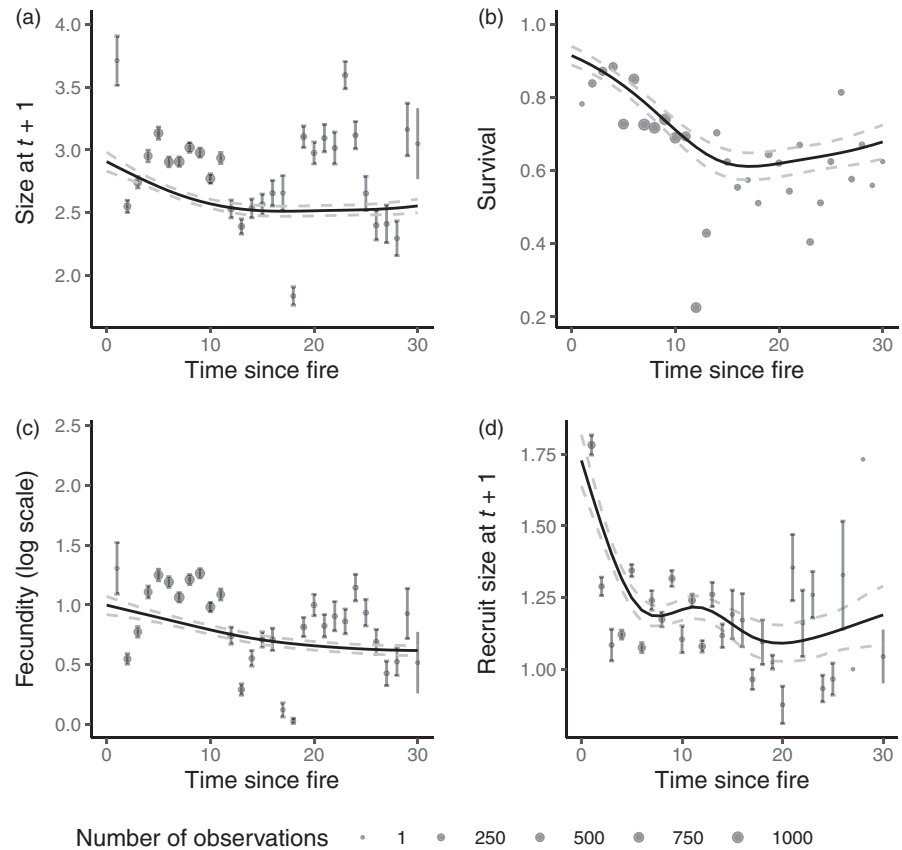 (a)
4.0
3.5
3.0
2.5
2.0
Size at t + 1
0
10
20
30
Time since fire
(b)
1.0
0.8
0.6
0.4
0.2
Survival
0
10
20
30
Time since fire
(c)
2.5
2.0
1.5
1.0
0.5
0.0
Fecundity (log scale)
0
10
20
30
Time since fire
(d)
1.75
1.50
1.25
1.00
Recruit size at t + 1
0
10
20
30
Time since fire
Number of observations 1 250 500 750 1000